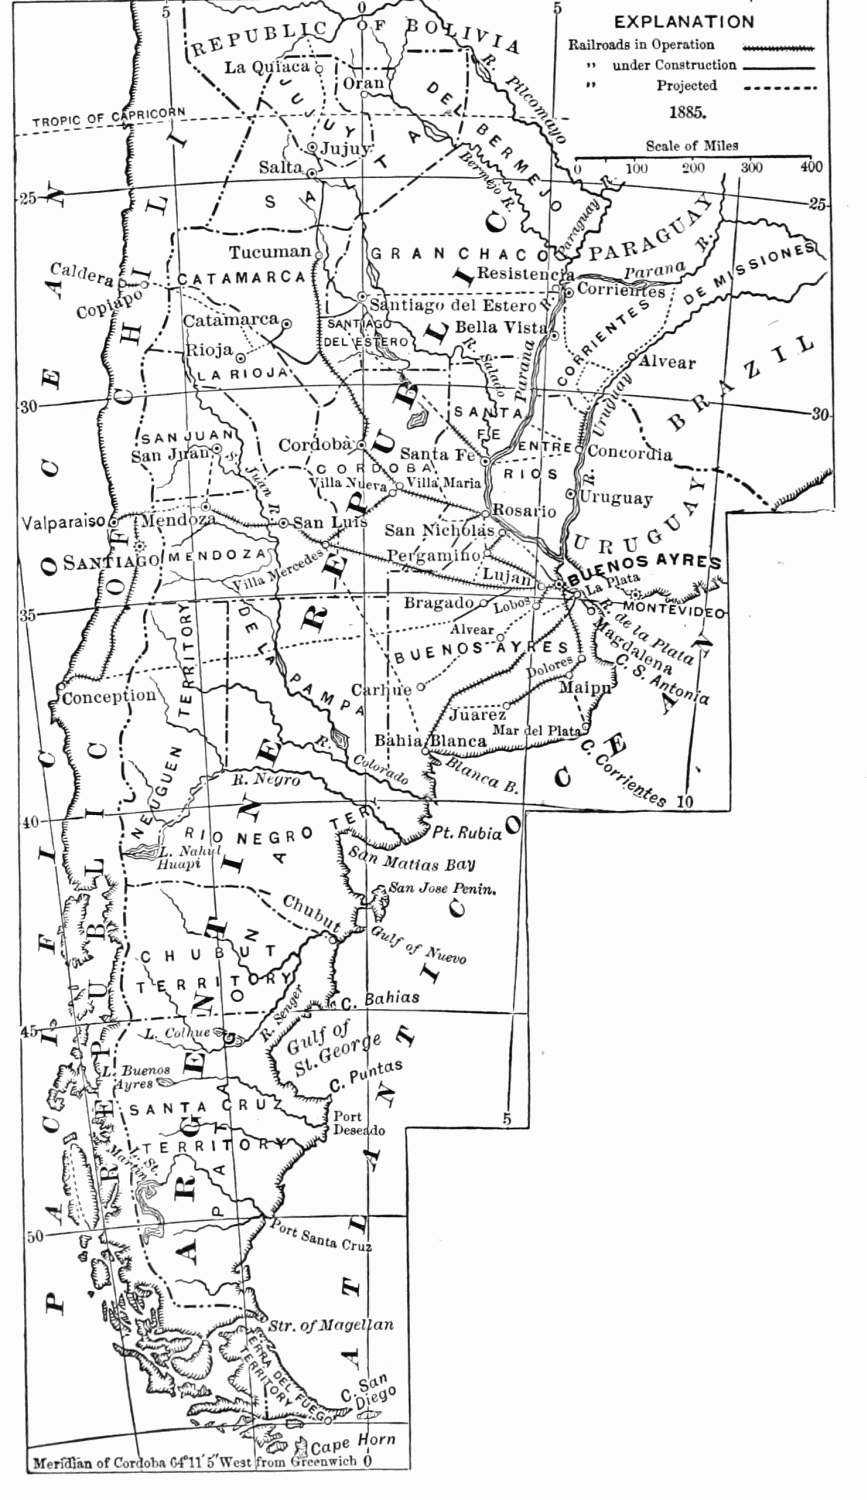 5
0
5
EXPLANATION
Railroads in Operation
" under Construction
" Projected
1885.
Scale of Miles
0 100 200 300 400
REPUBLIC OF BOLIVIA
La Quiaca
Oran
R. Pilcomayo
DEL BERMEJO
TROPIC OF CAPRICORN
JUJUY
Jujuy
Salta
SALTA
Bermejo R.
Paraguay R.
25
25
PARAGUAY
Tucuman
GRAN CHACO
Resistencia
Parana R.
DE MISSIONES
Caldera
Copiapo
CATAMARCA
Corrientes
Santiago del Estero
R.
Catamarca
SANTIAGO
DEL ESTERO
Bella Vista
CORRIENTES
Rioja
LA RIOJA
R. Salado
Parana
Alvear
Uruguay
R.
BRAZIL
30
30
SANTA
FE
SAN JUAN
San Juan
S. Juan R.
Cordoba
CORDOBA
Santa Fe
ENTRE
RIOS
Concordia
Villa Nueva
Villa Maria
Uruguay
Valparaiso
Mendoza
San Luis
Rosario
San Nicholas
URUGUAY
SANTIAGO
MENDOZA
Villa Mercedes
Pergamino
Lujan
BUENOS AYRES
La Plata
35
Bragado
Lobos
MONTEVIDEO
R. de la Plata
TERRITORY
DE LA PAMPA
Alvear
BUENOS AYRES
Magdalena
C. S. Antonia
Conception
Carhue
Dolores
Maipu
Juarez
Mar del Plata
Bahia Blanca
Blanca B.
C. Corrientes
R. Colorado
R. Negro
NEUGUEN
40
10
RIO NEGRO TERY.
L. Nahul
Huapi
Pt. Rubia
San Matias Bay
San Jose Penin.
Chubut
Gulf of Nuevo
CHUBUT
TERRITORY
R. Senger
C. Bahias
45
L. Colhue
Gulf of
St. George
L. Buenos
Ayres
C. Puntas
SANTA CRUZ
TERRITORY
Port
Deseado
5
L. St.
Martin
PATAGONIA
50
Port Santa Cruz
Str. of Magellan
TERRA DEL FUEGO
TERRITORY
C. San
Diego
Cape Horn
Meridian of Cordoba 64°11′5″ West from Greenwich 0
PACIFIC OCEAN
CHILI
REPUBLIC OF
ARGENTINE REPUBLIC
ATLANTIC OCEAN